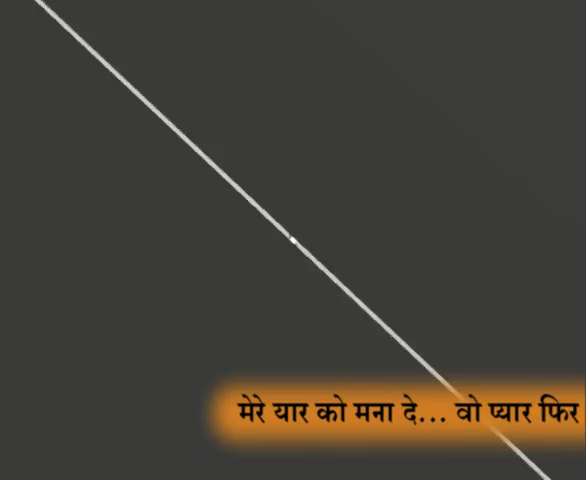 मेरे यार को मना दे... वो प्यार फिर